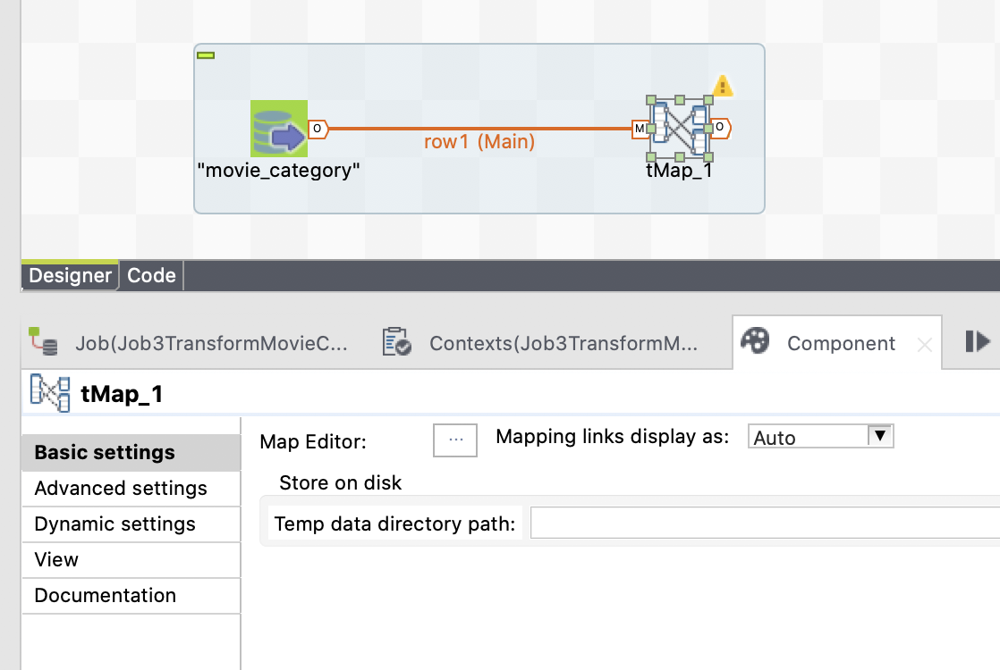 O
row1 (Main)
M
O
"movie_category"
tMap_1
Designer
Code
Job(Job3TransformMovieC...
Contexts(Job3TransformM...
Component
tMap_1
Basic settings
Advanced settings
Dynamic settings
View
Documentation
Map Editor:
...
Mapping links display as:
Auto
Store on disk
Temp data directory path: